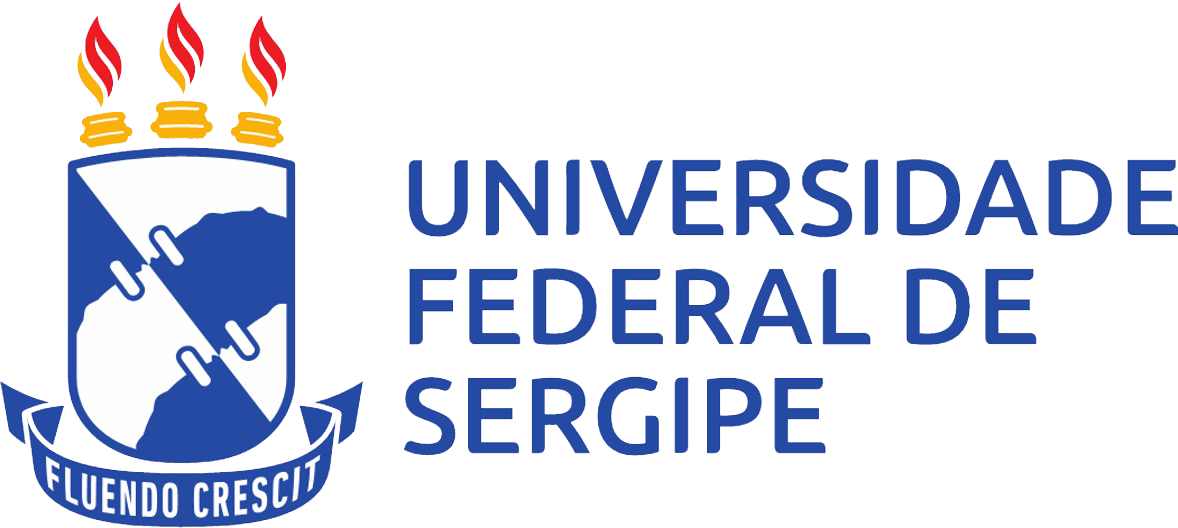 UNIVERSIDADE
FEDERAL DE
SERGIPE
FLUENDO CRESCIT